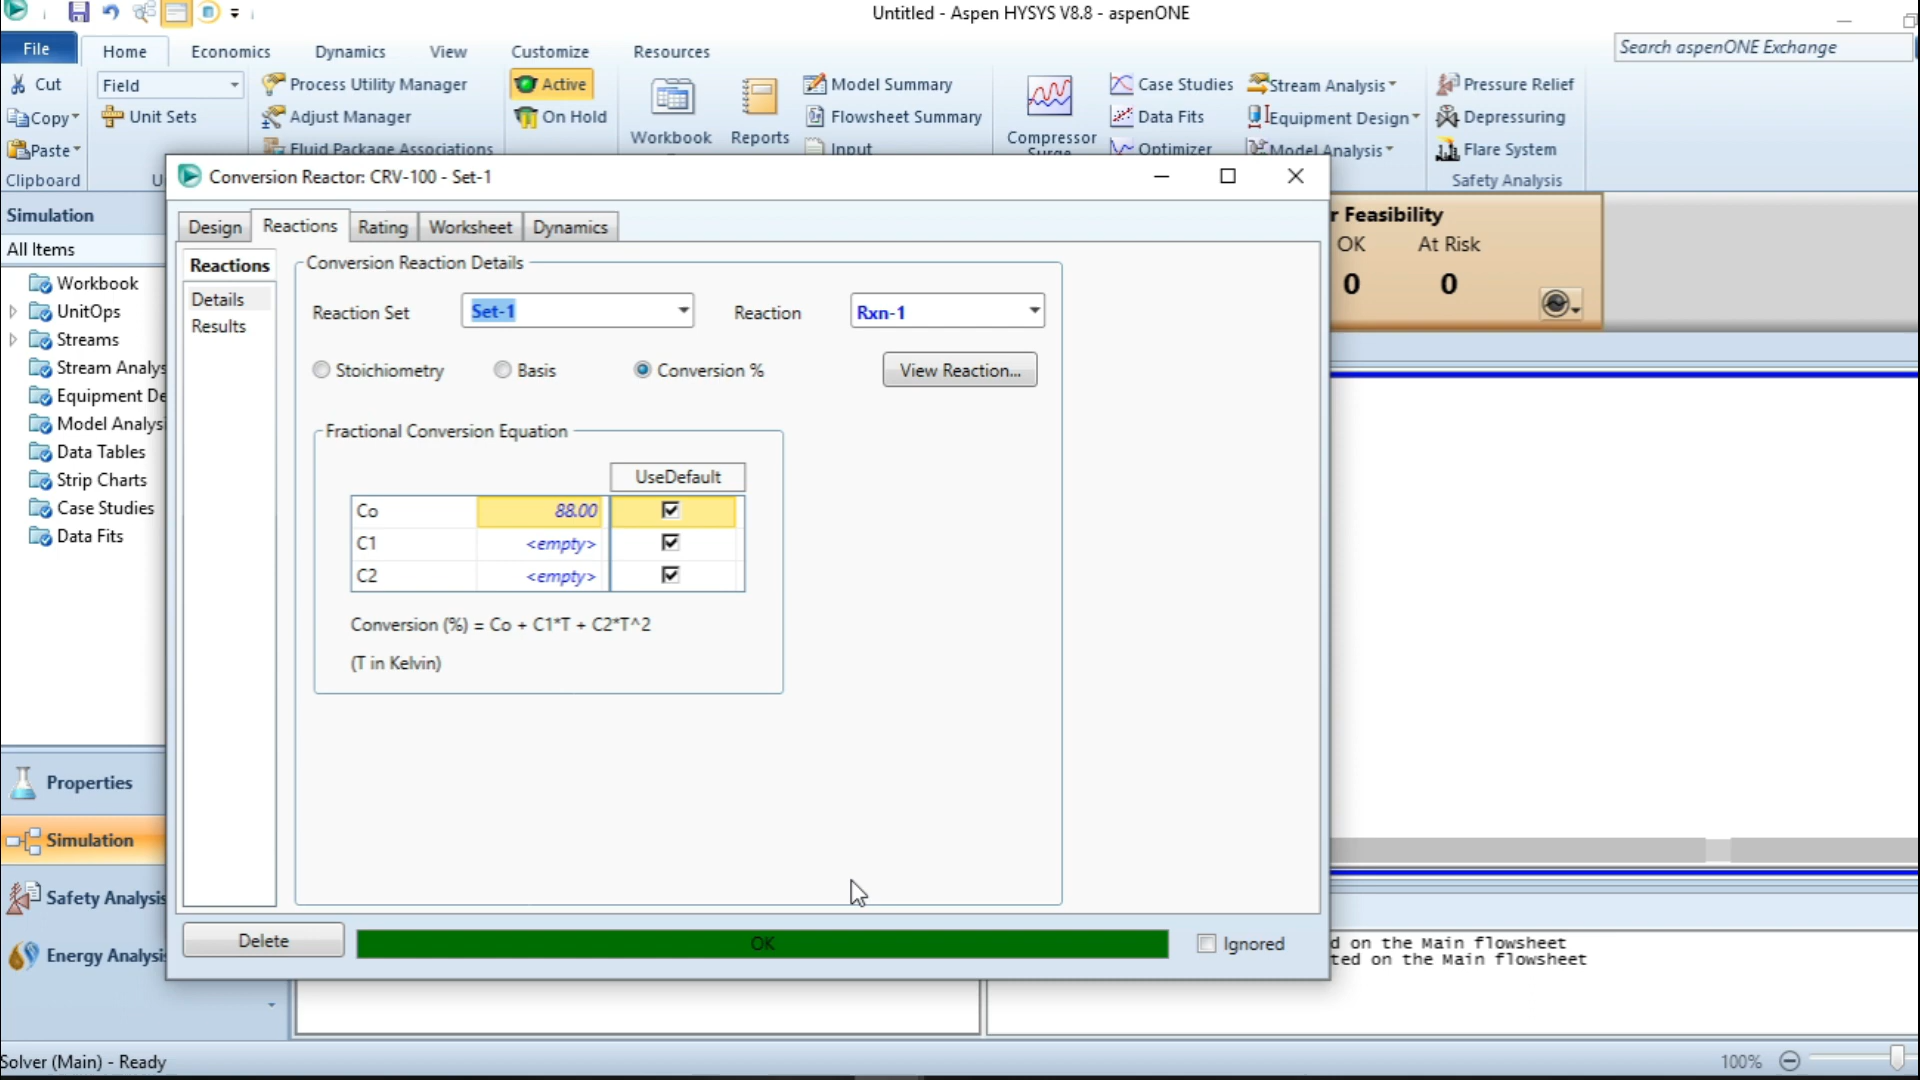 Untitled - Aspen HYSYS V8.8 - aspenONE
File Home Economics Dynamics View Customize Resources
Search aspenONE Exchange
Cut Field Process Utility Manager Active Model Summary Case Studies Stream Analysis Pressure Relief
Copy Unit Sets Adjust Manager On Hold Workbook Reports Flowsheet Summary Compressor Data Fits Equipment Design Depressuring
Paste Fluid Package Associations Input Surge Optimizer Model Analysis Flare System
Clipboard U Safety Analysis
Conversion Reactor: CRV-100 - Set-1
Simulation
All Items
Workbook
UnitOps
Streams
Stream Analys
Equipment De
Model Analysi
Data Tables
Strip Charts
Case Studies
Data Fits
Properties
Simulation
Safety Analysis
Energy Analysi
Design Reactions Rating Worksheet Dynamics
Reactions
Details
Results
Conversion Reaction Details
Reaction Set Set-1 Reaction Rxn-1
Stoichiometry Basis Conversion % View Reaction...
Fractional Conversion Equation
UseDefault
Co 88.00
C1 <empty>
C2 <empty>
Conversion (%) = Co + C1*T + C2*T^2
(T in Kelvin)
Delete OK Ignored
r Feasibility
OK At Risk
0 0
d on the Main flowsheet
ted on the Main flowsheet
Solver (Main) - Ready
100%